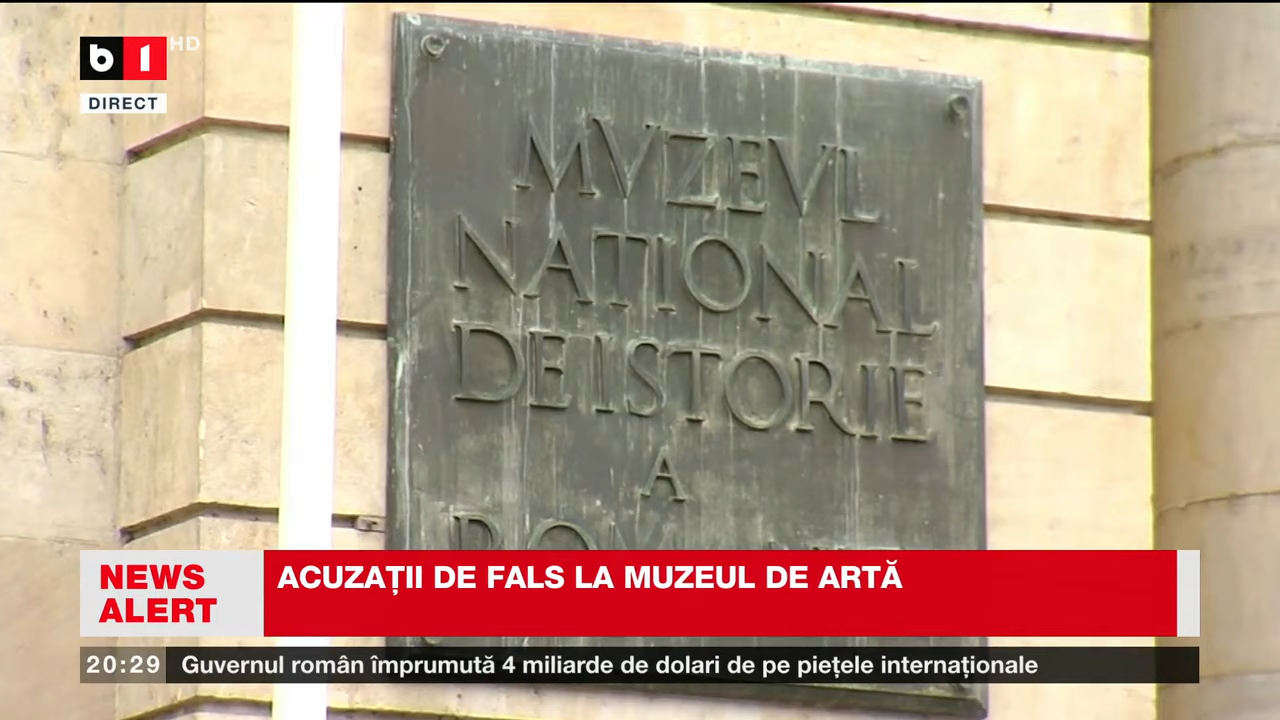 b1 HD
DIRECT
MVZEVL
NATIONAL
DE ISTORIE
A
NEWS ALERT
ACUZAȚII DE FALS LA MUZEUL DE ARTĂ
20:29 Guvernul român împrumută 4 miliarde de dolari de pe piețele internaționale